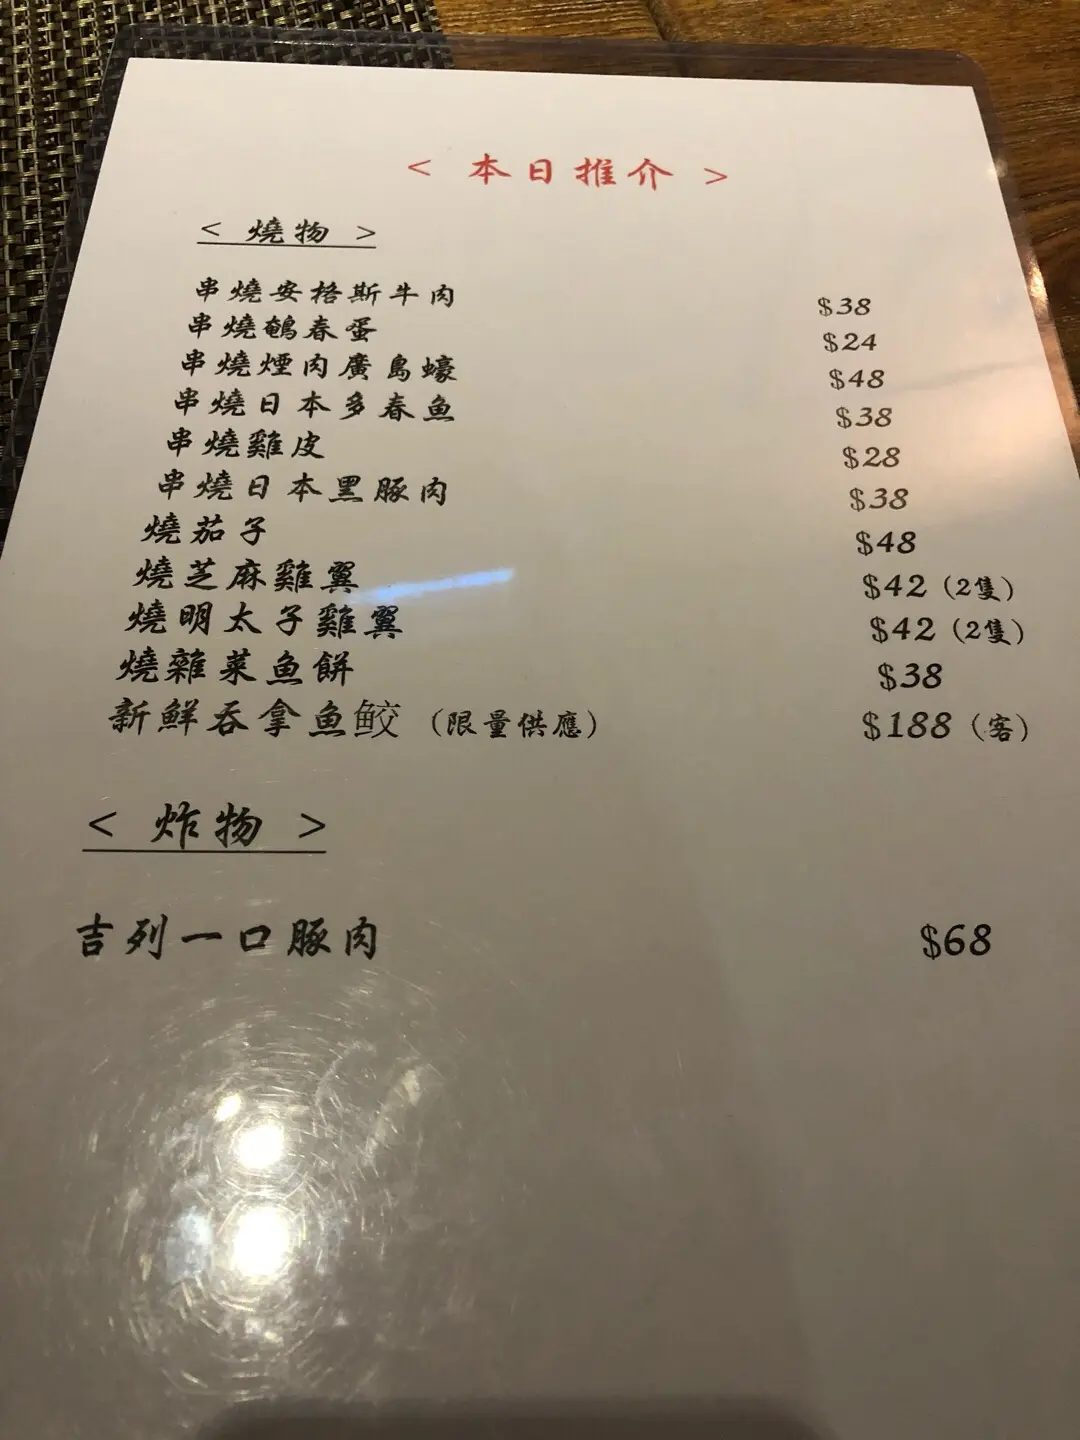 < 本日推介 >
< 燒物 >
串燒安格斯牛肉 $38
串燒鵪春蛋 $24
串燒煙肉廣島蠔 $48
串燒日本多春魚 $38
串燒雞皮 $28
串燒日本黑豚肉 $38
燒茄子 $48
燒芝麻雞翼 $42 (2隻)
燒明太子雞翼 $42 (2隻)
燒雜菜魚餅 $38
新鮮吞拿魚鲛 (限量供應) $188 (客)
< 炸物 >
吉列一口豚肉 $68